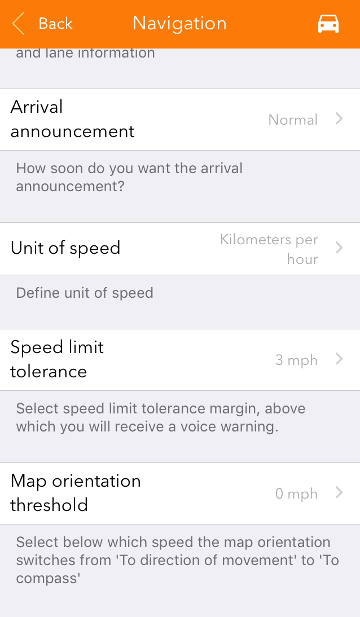 Back
Navigation
and lane information
Arrival
announcement
Normal
How soon do you want the arrival
announcement?
Unit of speed
Kilometers per
hour
Define unit of speed
Speed limit
tolerance
3 mph
Select speed limit tolerance margin, above
which you will receive a voice warning.
Map orientation
threshold
0 mph
Select below which speed the map orientation
switches from 'To direction of movement' to 'To
compass'